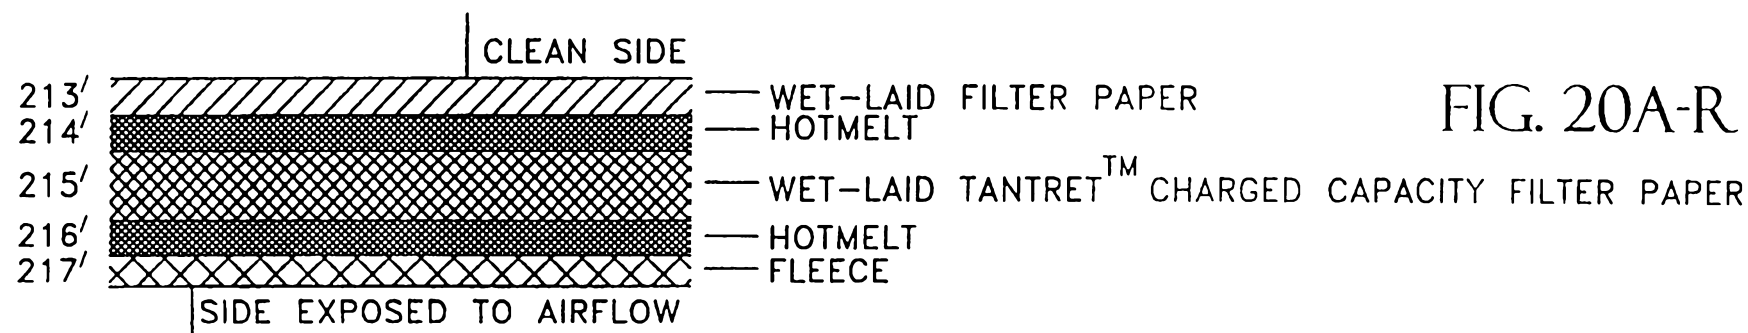 CLEAN SIDE
213' WET-LAID FILTER PAPER
FIG. 20A-R
214' HOTMELT
215' WET-LAID TANTRET™ CHARGED CAPACITY FILTER PAPER
216' HOTMELT
217' FLEECE
SIDE EXPOSED TO AIRFLOW